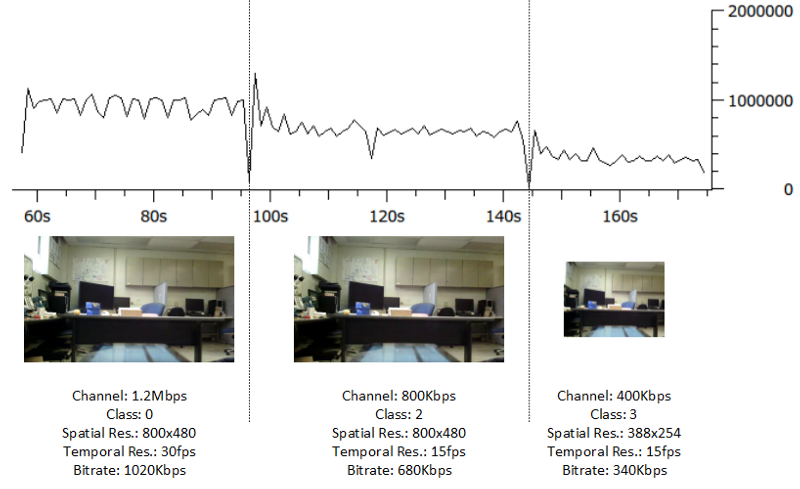 2000000
1000000
0
60s 80s 100s 120s 140s 160s
Channel: 1.2Mbps
Class: 0
Spatial Res.: 800x480
Temporal Res.: 30fps
Bitrate: 1020Kbps
Channel: 800Kbps
Class: 2
Spatial Res.: 800x480
Temporal Res.: 15fps
Bitrate: 680Kbps
Channel: 400Kbps
Class: 3
Spatial Res.: 388x254
Temporal Res.: 15fps
Bitrate: 340Kbps